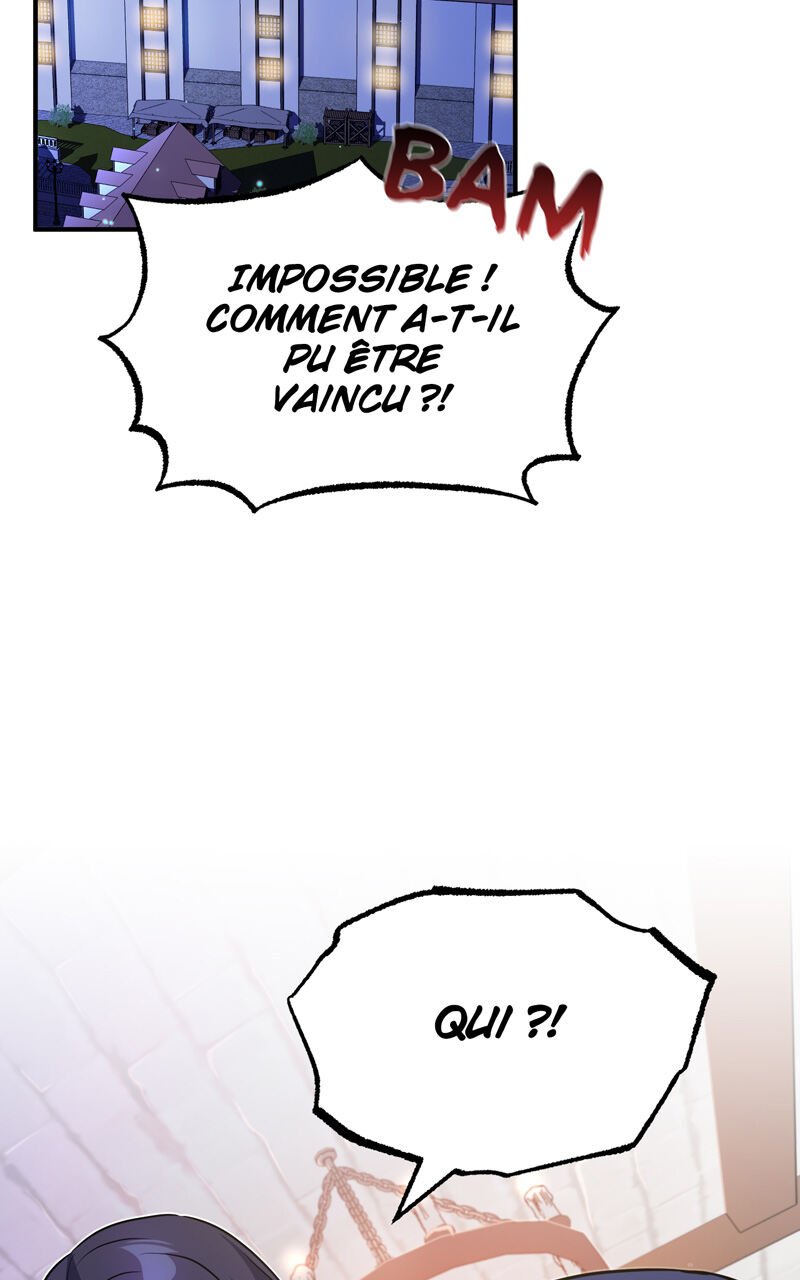 BAM
IMPOSSIBLE !
COMMENT A-T-IL
PU ÊTRE
VAINCU ?!
QUI ?!